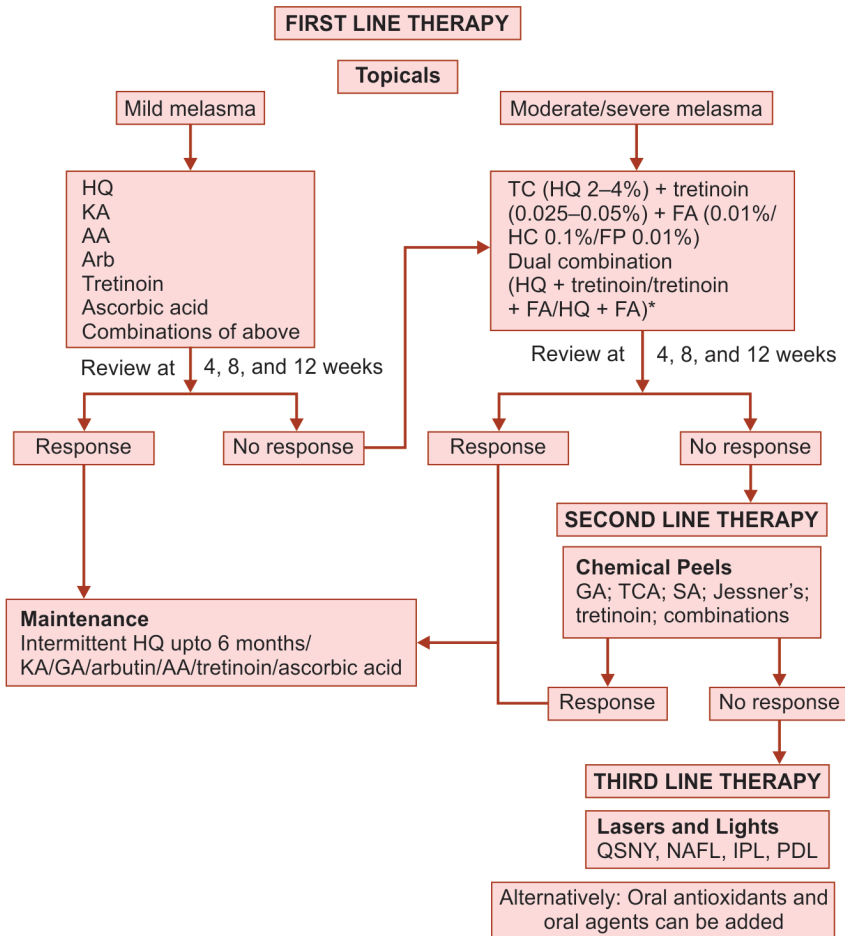 FIRST LINE THERAPY
Topicals
Mild melasma
Moderate/severe melasma
HQ
KA
AA
Arb
Tretinoin
Ascorbic acid
Combinations of above
TC (HQ 2–4%) + tretinoin
(0.025–0.05%) + FA (0.01%/
HC 0.1%/FP 0.01%)
Dual combination
(HQ + tretinoin/tretinoin
+ FA/HQ + FA)*
Review at 4, 8, and 12 weeks
Review at 4, 8, and 12 weeks
Response
No response
Response
No response
SECOND LINE THERAPY
Chemical Peels
GA; TCA; SA; Jessner's;
tretinoin; combinations
Maintenance
Intermittent HQ upto 6 months/
KA/GA/arbutin/AA/tretinoin/ascorbic acid
Response
No response
THIRD LINE THERAPY
Lasers and Lights
QSNY, NAFL, IPL, PDL
Alternatively: Oral antioxidants and
oral agents can be added